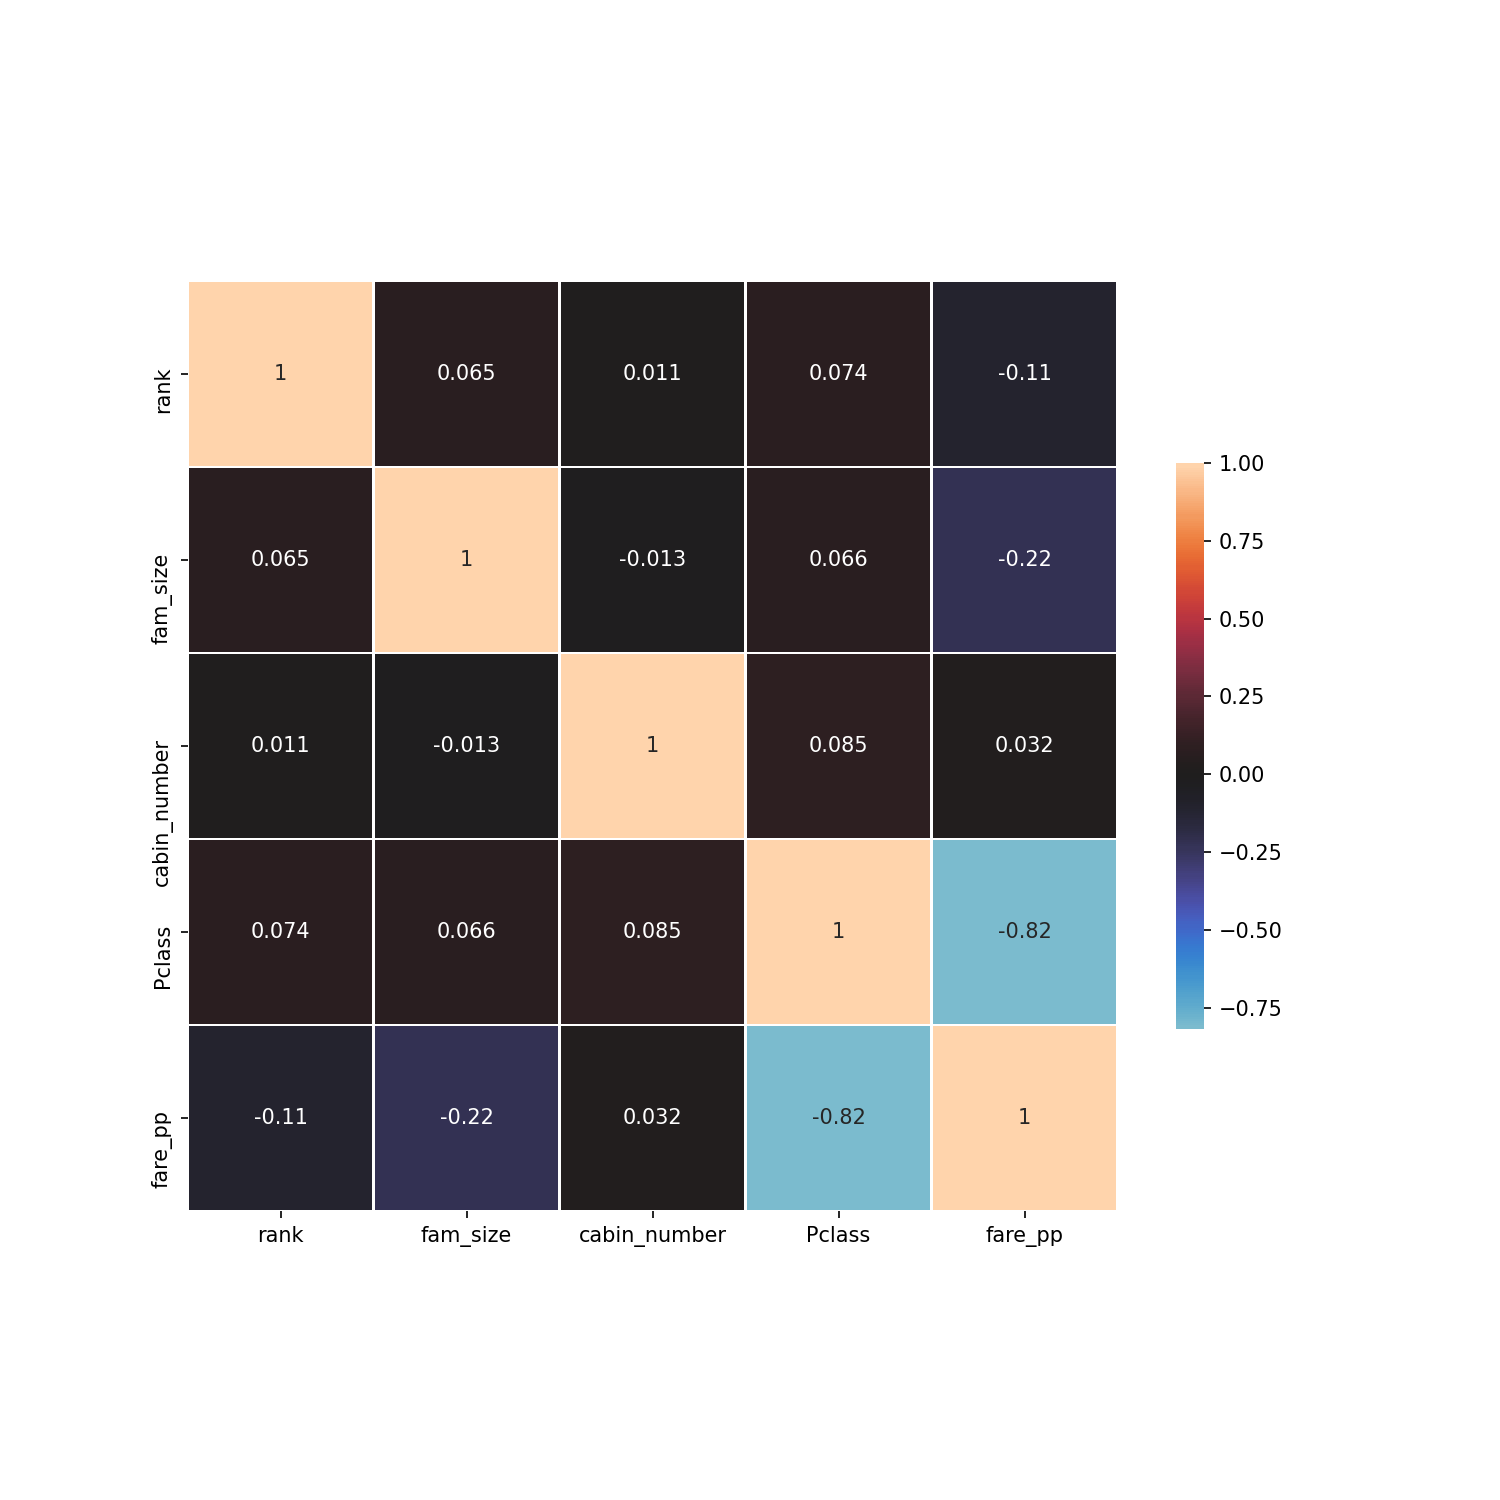 rank 1 0.065 0.011 0.074 -0.11
fam_size 0.065 1 -0.013 0.066 -0.22
cabin_number 0.011 -0.013 1 0.085 0.032
Pclass 0.074 0.066 0.085 1 -0.82
fare_pp -0.11 -0.22 0.032 -0.82 1
rank fam_size cabin_number Pclass fare_pp
1.00
0.75
0.50
0.25
0.00
−0.25
−0.50
−0.75